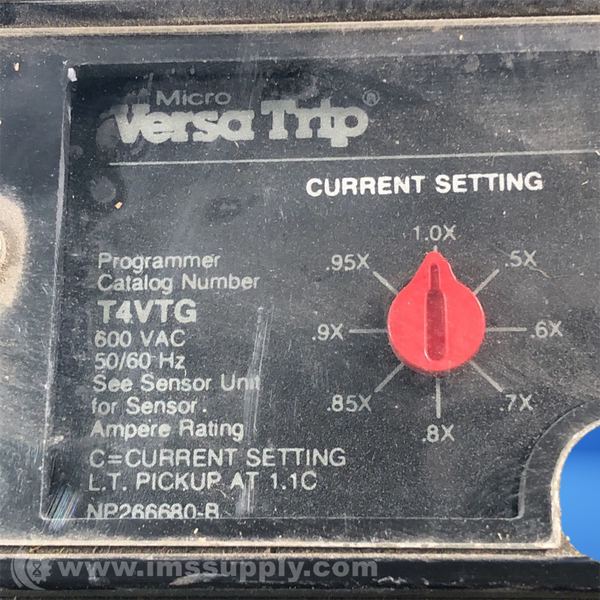 Micro
Versa Trip®
CURRENT SETTING
1.0X
.95X
.5X
.9X
.6X
.85X
.7X
.8X
Programmer
Catalog Number
T4VTG
600 VAC
50/60 Hz
See Sensor Unit
for Sensor.
Ampere Rating
C=CURRENT SETTING
L.T. PICKUP AT 1.1C
NP266680-B
www.imssupply.com